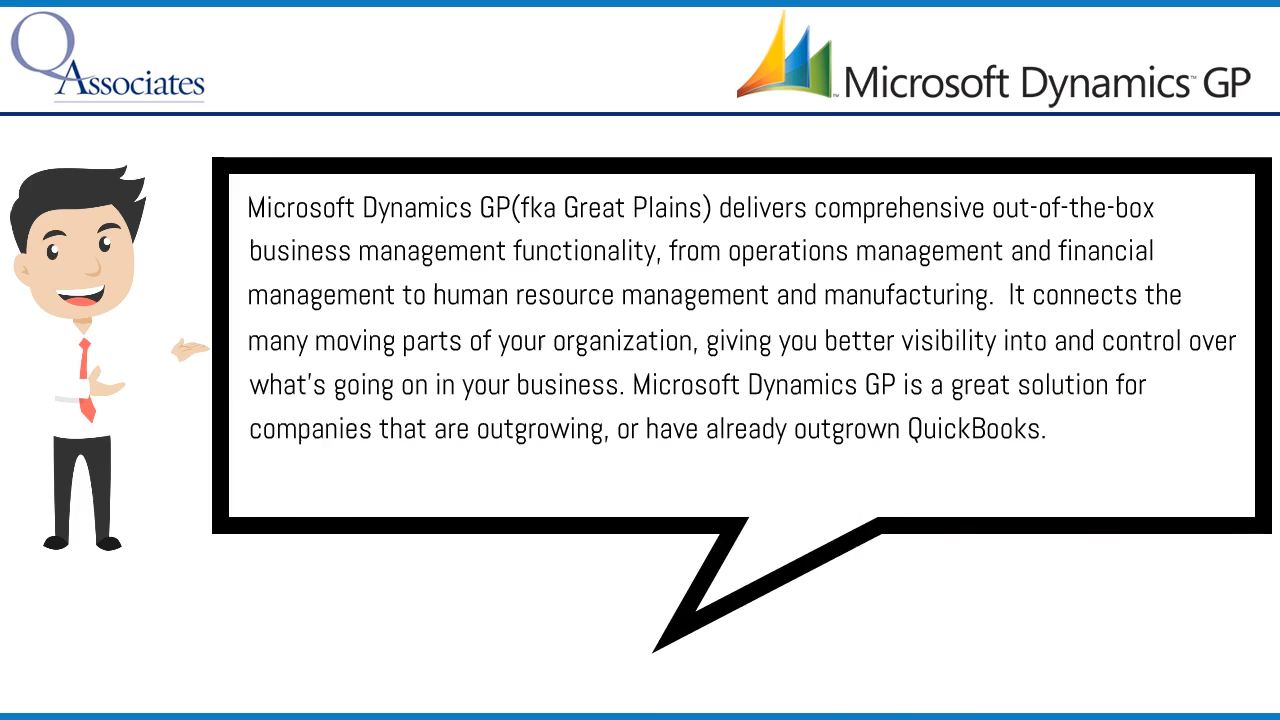 Q
Associates
Microsoft Dynamics™ GP
Microsoft Dynamics GP(fka Great Plains) delivers comprehensive out-of-the-box
business management functionality, from operations management and financial
management to human resource management and manufacturing.  It connects the
many moving parts of your organization, giving you better visibility into and control over
what's going on in your business. Microsoft Dynamics GP is a great solution for
companies that are outgrowing, or have already outgrown QuickBooks.